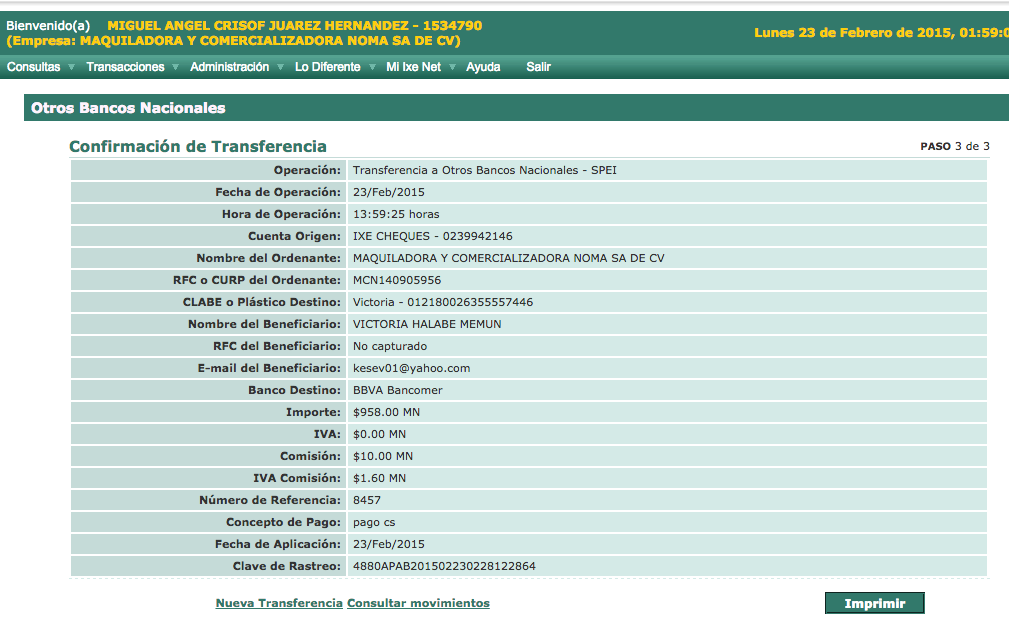 Bienvenido(a) MIGUEL ANGEL CRISOF JUAREZ HERNANDEZ - 1534790
(Empresa: MAQUILADORA Y COMERCIALIZADORA NOMA SA DE CV)
Lunes 23 de Febrero de 2015, 01:59:0
Consultas Transacciones Administración Lo Diferente Mi Ixe Net Ayuda Salir
Otros Bancos Nacionales
Confirmación de Transferencia PASO 3 de 3
Operación: Transferencia a Otros Bancos Nacionales - SPEI
Fecha de Operación: 23/Feb/2015
Hora de Operación: 13:59:25 horas
Cuenta Origen: IXE CHEQUES - 0239942146
Nombre del Ordenante: MAQUILADORA Y COMERCIALIZADORA NOMA SA DE CV
RFC o CURP del Ordenante: MCN140905956
CLABE o Plástico Destino: Victoria - 012180026355557446
Nombre del Beneficiario: VICTORIA HALABE MEMUN
RFC del Beneficiario: No capturado
E-mail del Beneficiario: kesev01@yahoo.com
Banco Destino: BBVA Bancomer
Importe: $958.00 MN
IVA: $0.00 MN
Comisión: $10.00 MN
IVA Comisión: $1.60 MN
Número de Referencia: 8457
Concepto de Pago: pago cs
Fecha de Aplicación: 23/Feb/2015
Clave de Rastreo: 4880APAB201502230228122864
Nueva Transferencia Consultar movimientos Imprimir